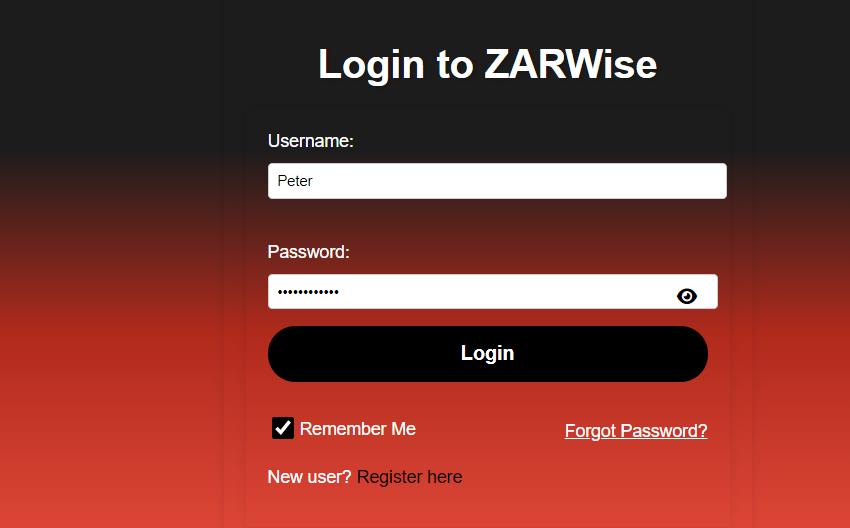 Login to ZARWise
Username:
Peter
Password:
••••••••••••
Login
Remember Me
Forgot Password?
New user? Register here